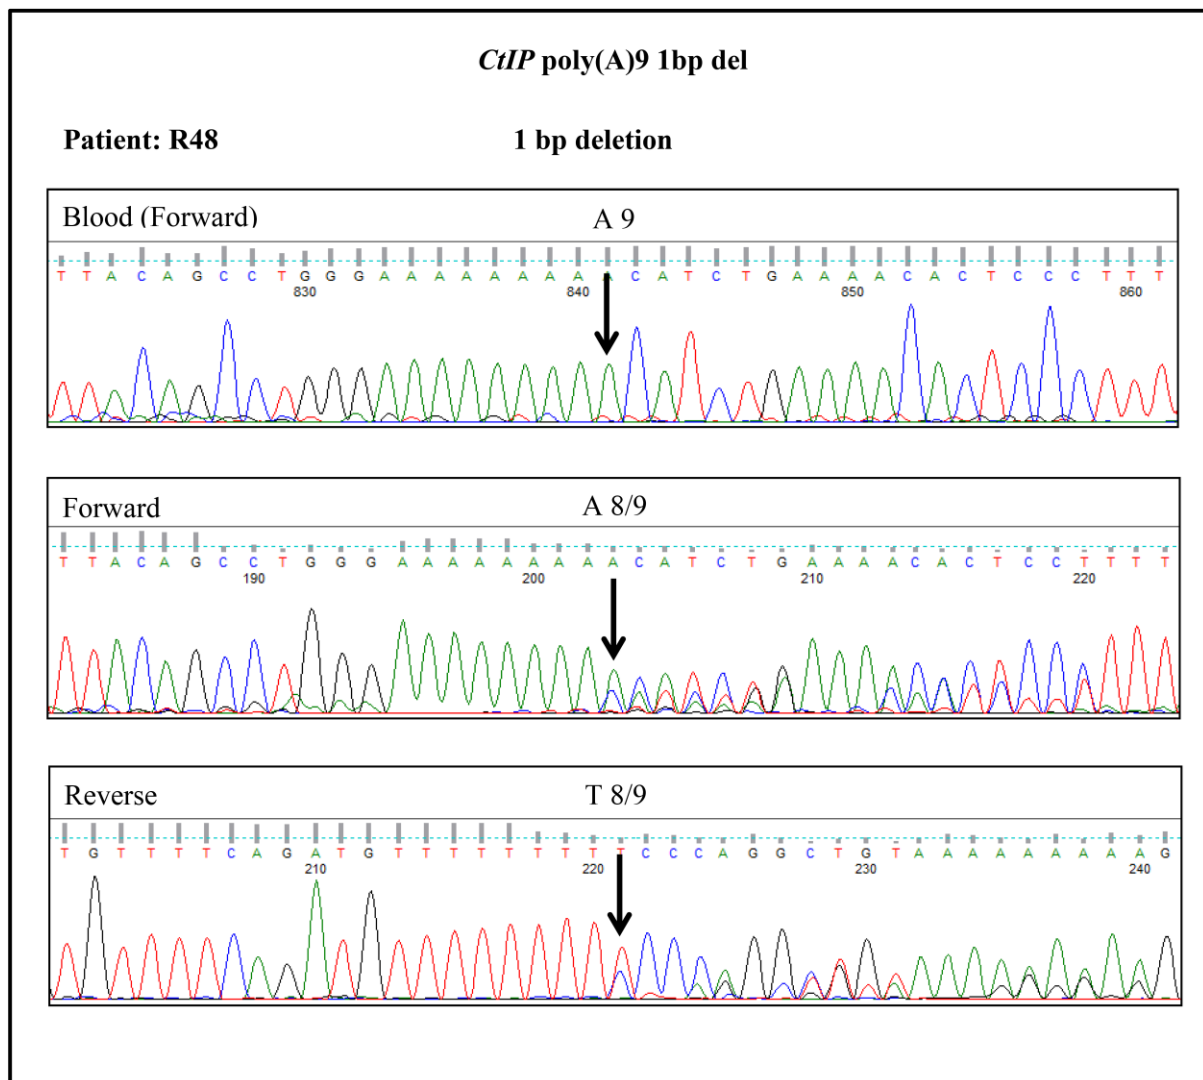 CtIP poly(A)9 1bp del
Patient: R48 1 bp deletion
Blood (Forward) A 9
T T A C A G C C T G G G A A A A A A A A A C A T C T G A A A A C A C T C C C T T T
830 840 850 860
Forward A 8/9
T T A C A G C C T G G G A A A A A A A A A C A T C T G A A A A C A C T C C T T T T
190 200 210 220
Reverse T 8/9
T G T T T T C A G A T G T T T T T T T T T C C C A G G C T G T A A A A A A A A A G
210 220 230 240